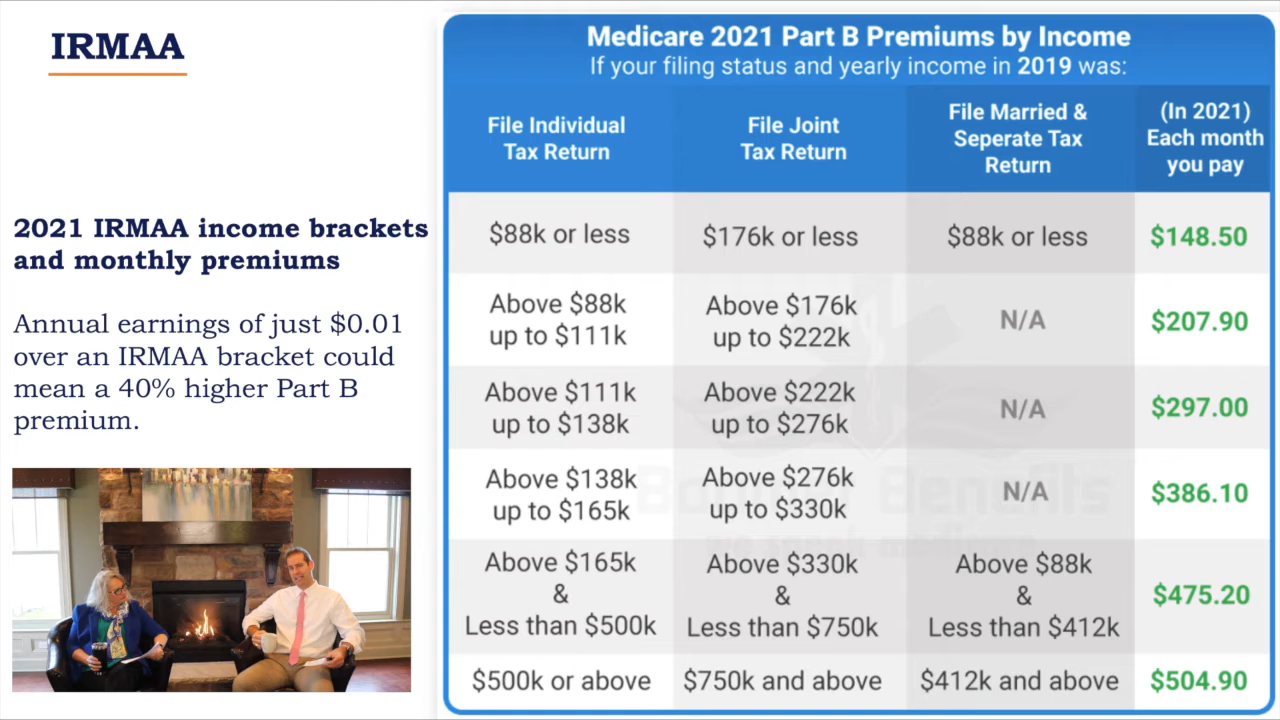 IRMAA
2021 IRMAA income brackets
and monthly premiums
Annual earnings of just $0.01
over an IRMAA bracket could
mean a 40% higher Part B
premium.
Medicare 2021 Part B Premiums by Income
If your filing status and yearly income in 2019 was:
File Individual
Tax Return
File Joint
Tax Return
File Married &
Seperate Tax
Return
(In 2021)
Each month
you pay
$88k or less
$176k or less
$88k or less
$148.50
Above $88k
up to $111k
Above $176k
up to $222k
N/A
$207.90
Above $111k
up to $138k
Above $222k
up to $276k
N/A
$297.00
Above $138k
up to $165k
Above $276k
up to $330k
N/A
$386.10
Above $165k
&
Less than $500k
Above $330k
&
Less than $750k
Above $88k
&
Less than $412k
$475.20
$500k or above
$750k and above
$412k and above
$504.90